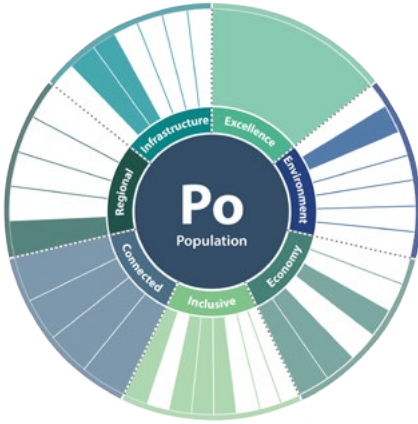 Po
Population
Excellence
Environment
Economy
Inclusive
Connected
Regional
Infrastructure